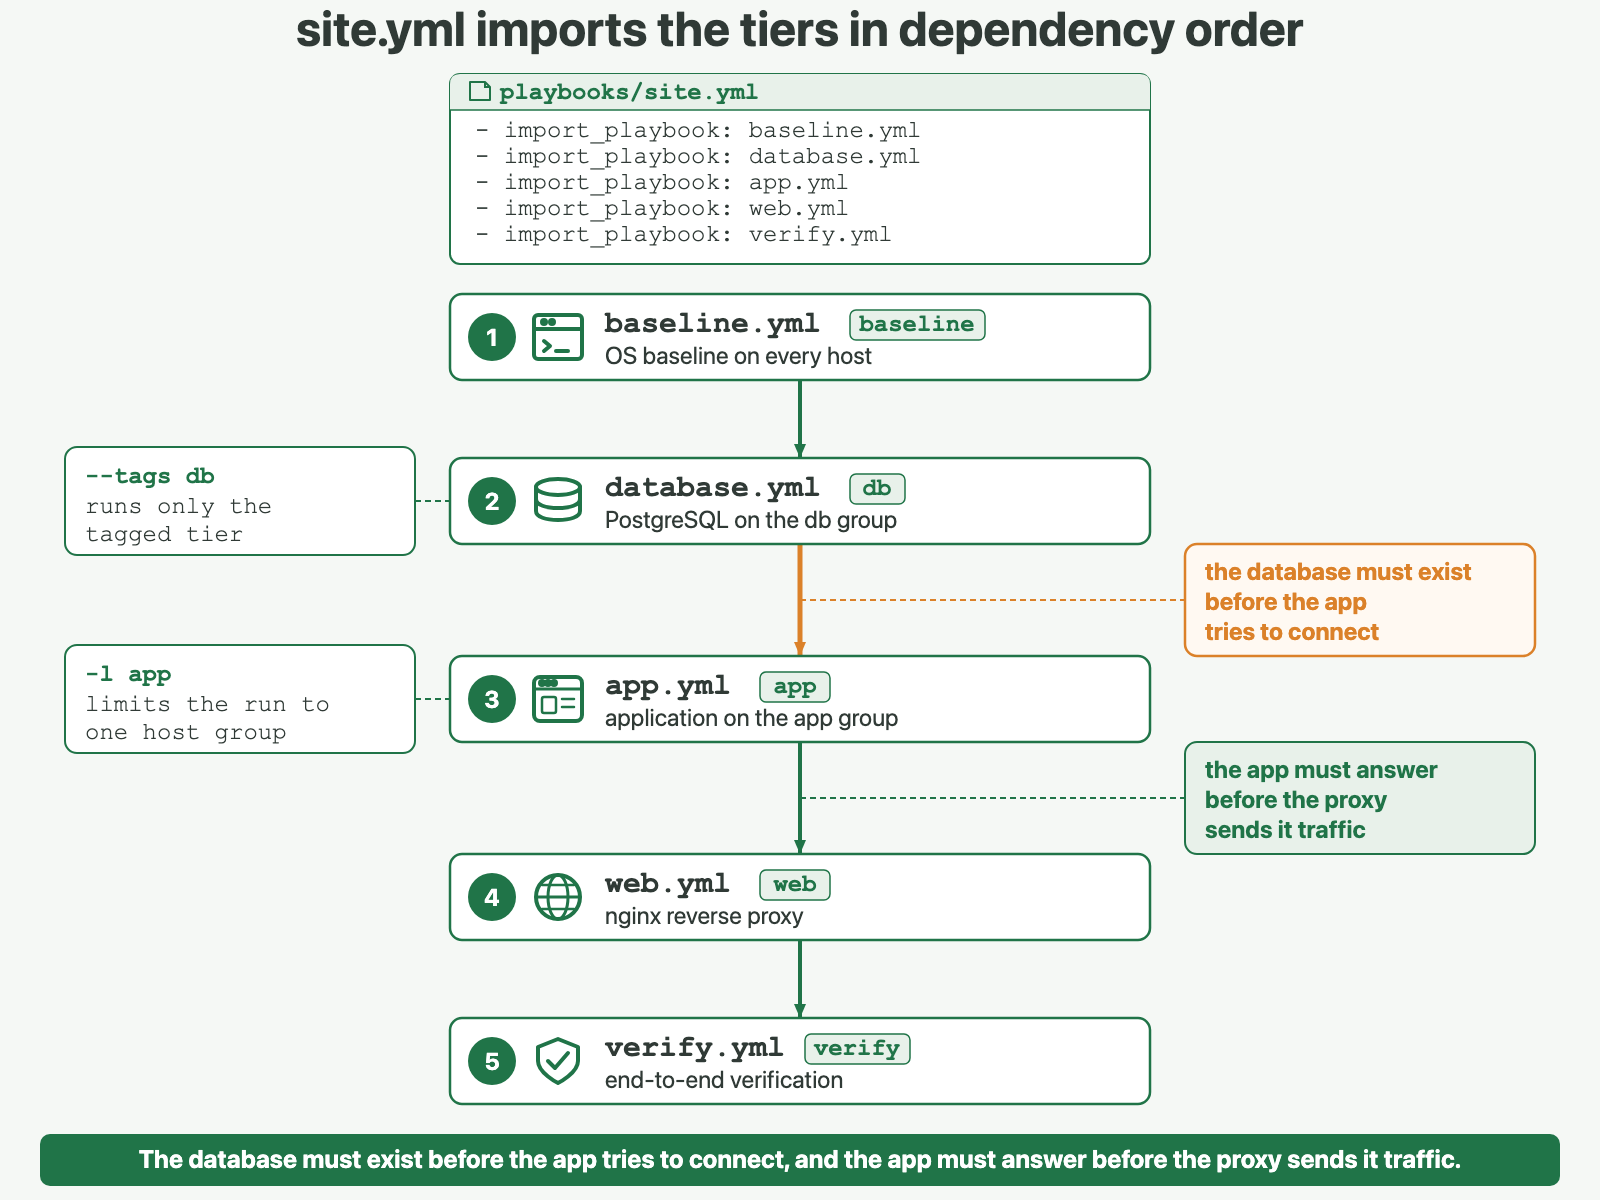 site.yml imports the tiers in dependency order
playbooks/site.yml
- import_playbook: baseline.yml
- import_playbook: database.yml
- import_playbook: app.yml
- import_playbook: web.yml
- import_playbook: verify.yml
1 baseline.yml baseline
OS baseline on every host
--tags db
runs only the
tagged tier
2 database.yml db
PostgreSQL on the db group
the database must exist
before the app
tries to connect
-l app
limits the run to
one host group
3 app.yml app
application on the app group
the app must answer
before the proxy
sends it traffic
4 web.yml web
nginx reverse proxy
5 verify.yml verify
end-to-end verification
The database must exist before the app tries to connect, and the app must answer before the proxy sends it traffic.